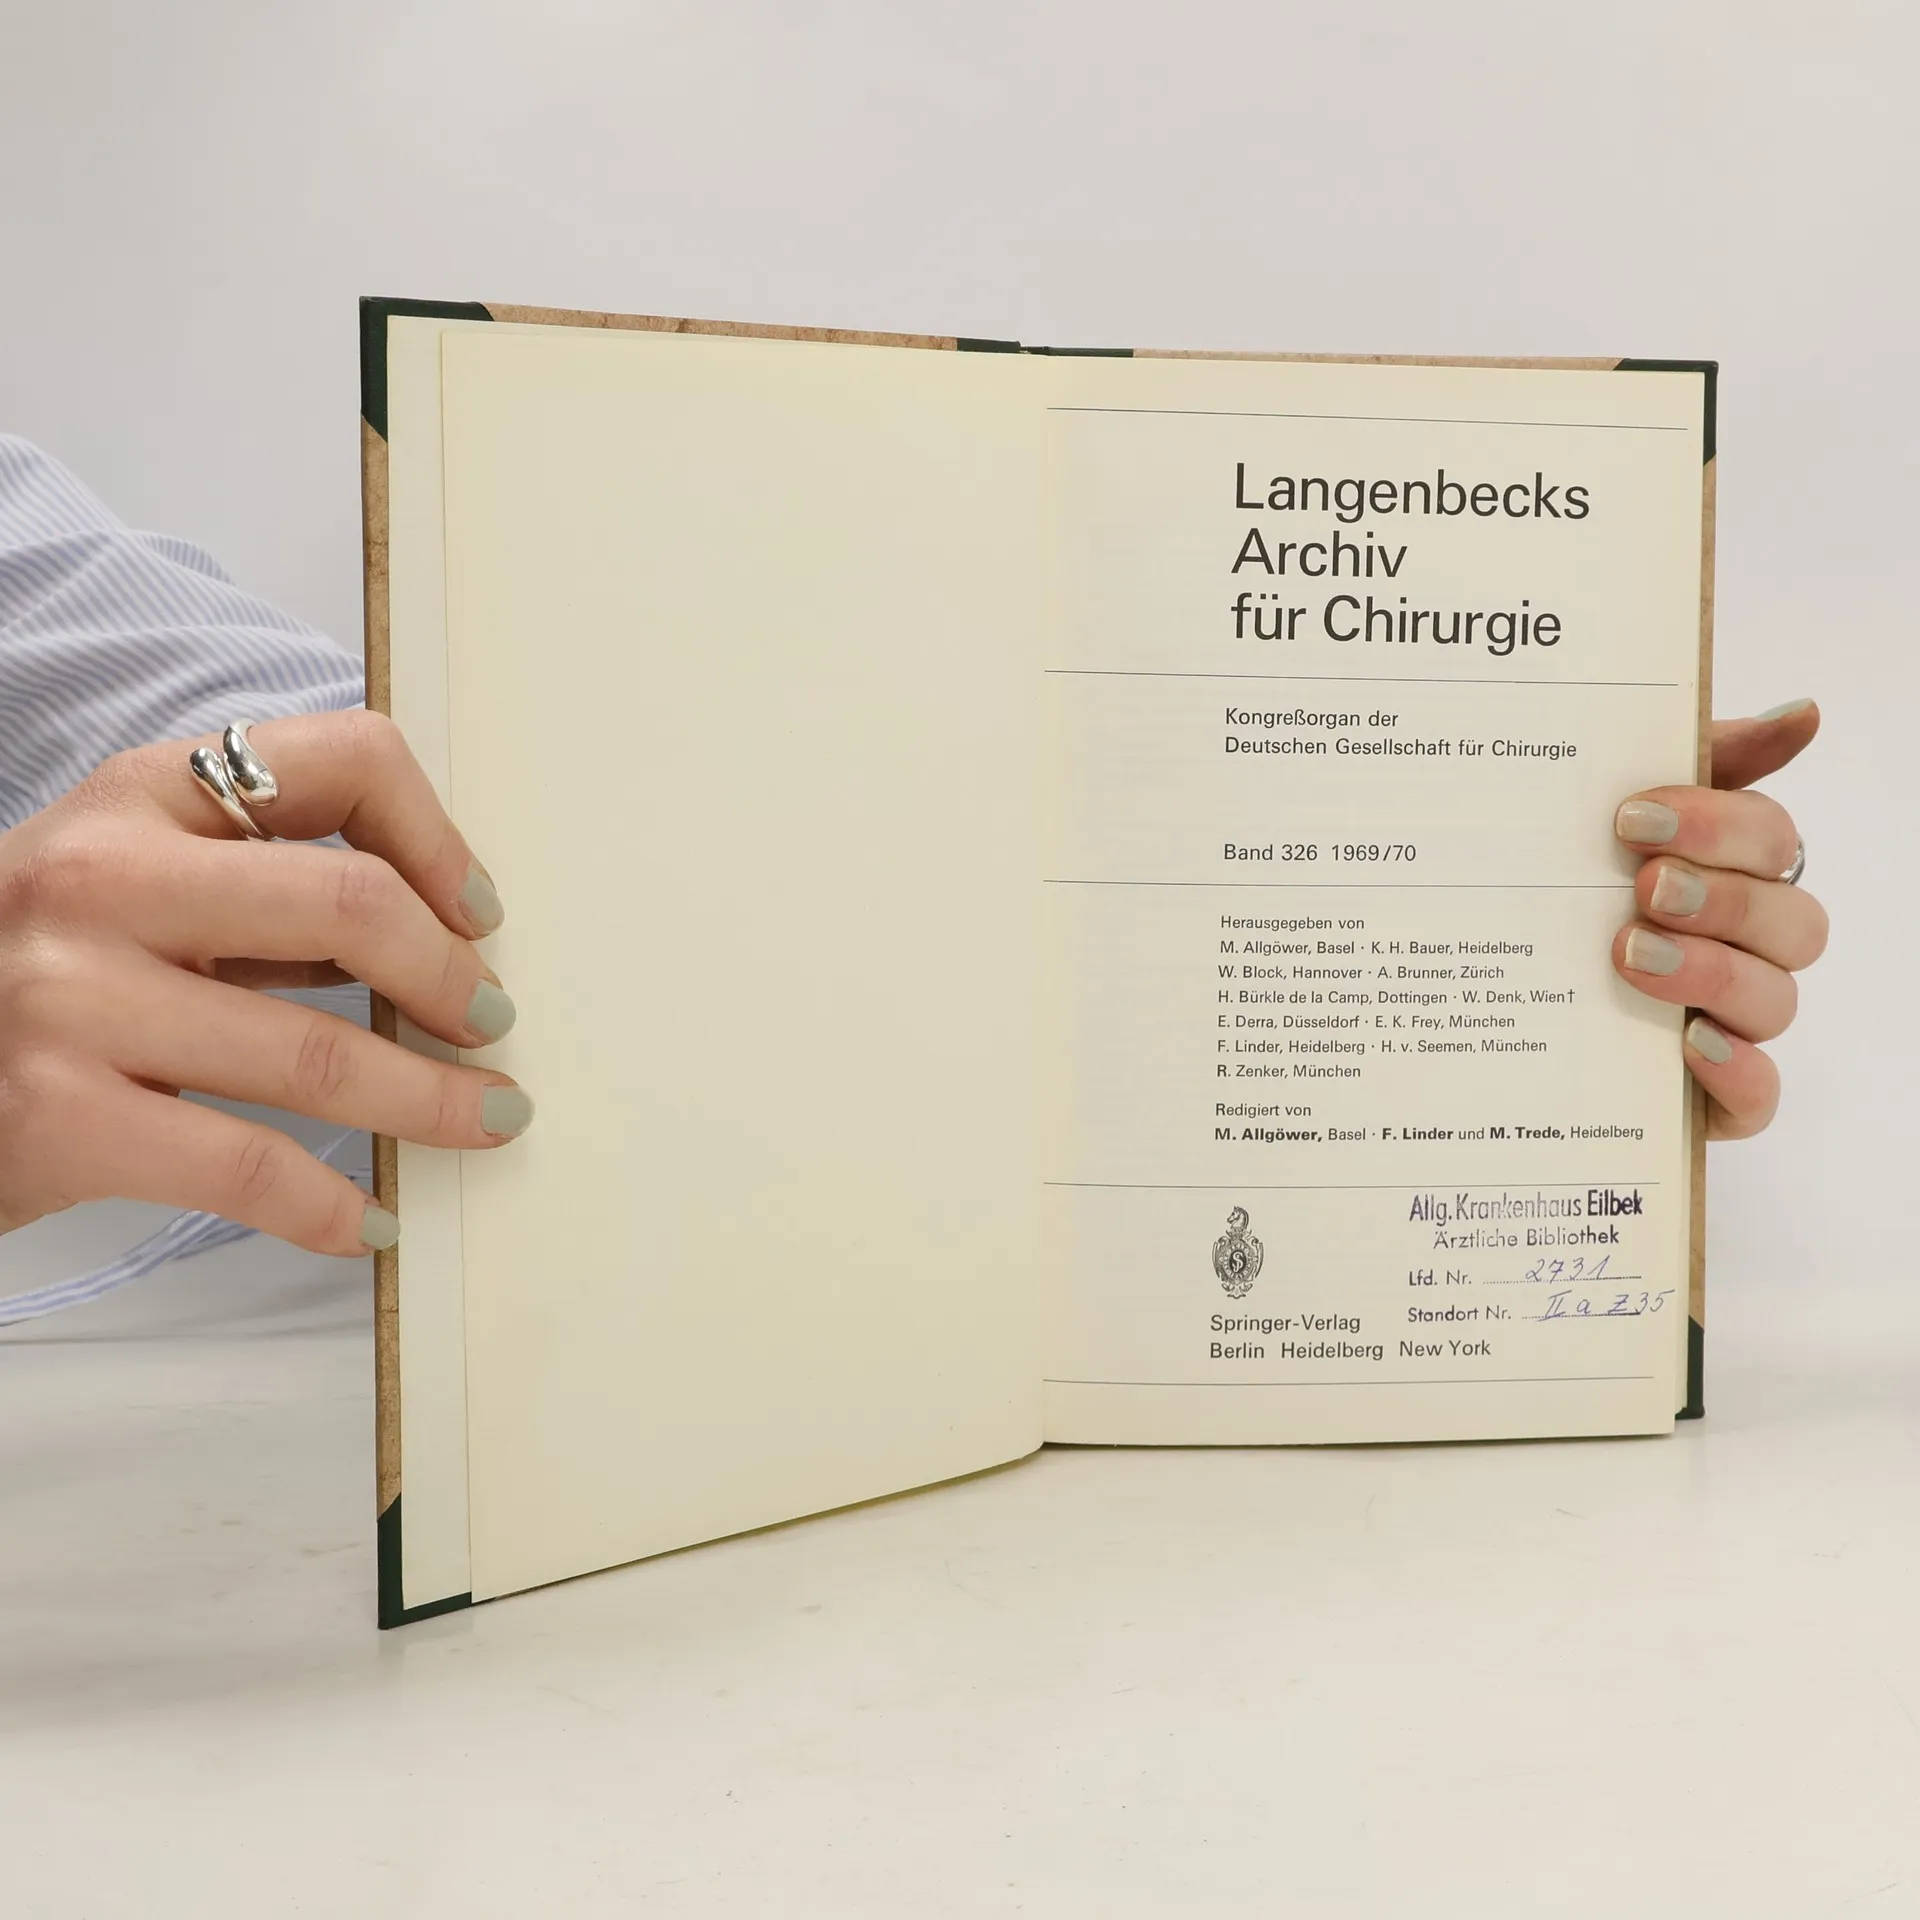 Langenbecks
Archiv
für Chirurgie
Kongreßorgan der
Deutschen Gesellschaft für Chirurgie
Band 326 1969/70
Herausgegeben von
M. Allgöwer, Basel · K. H. Bauer, Heidelberg
W. Block, Hannover · A. Brunner, Zürich
H. Bürkle de la Camp, Dottingen · W. Denk, Wien†
E. Derra, Düsseldorf · E. K. Frey, München
F. Linder, Heidelberg · H. v. Seemen, München
R. Zenker, München
Redigiert von
M. Allgöwer, Basel · F. Linder und M. Trede, Heidelberg
Allg. Krankenhaus Eilbek
Ärztliche Bibliothek
Lfd. Nr. 2731
Standort Nr. II a Z35
Springer-Verlag
Berlin Heidelberg New York